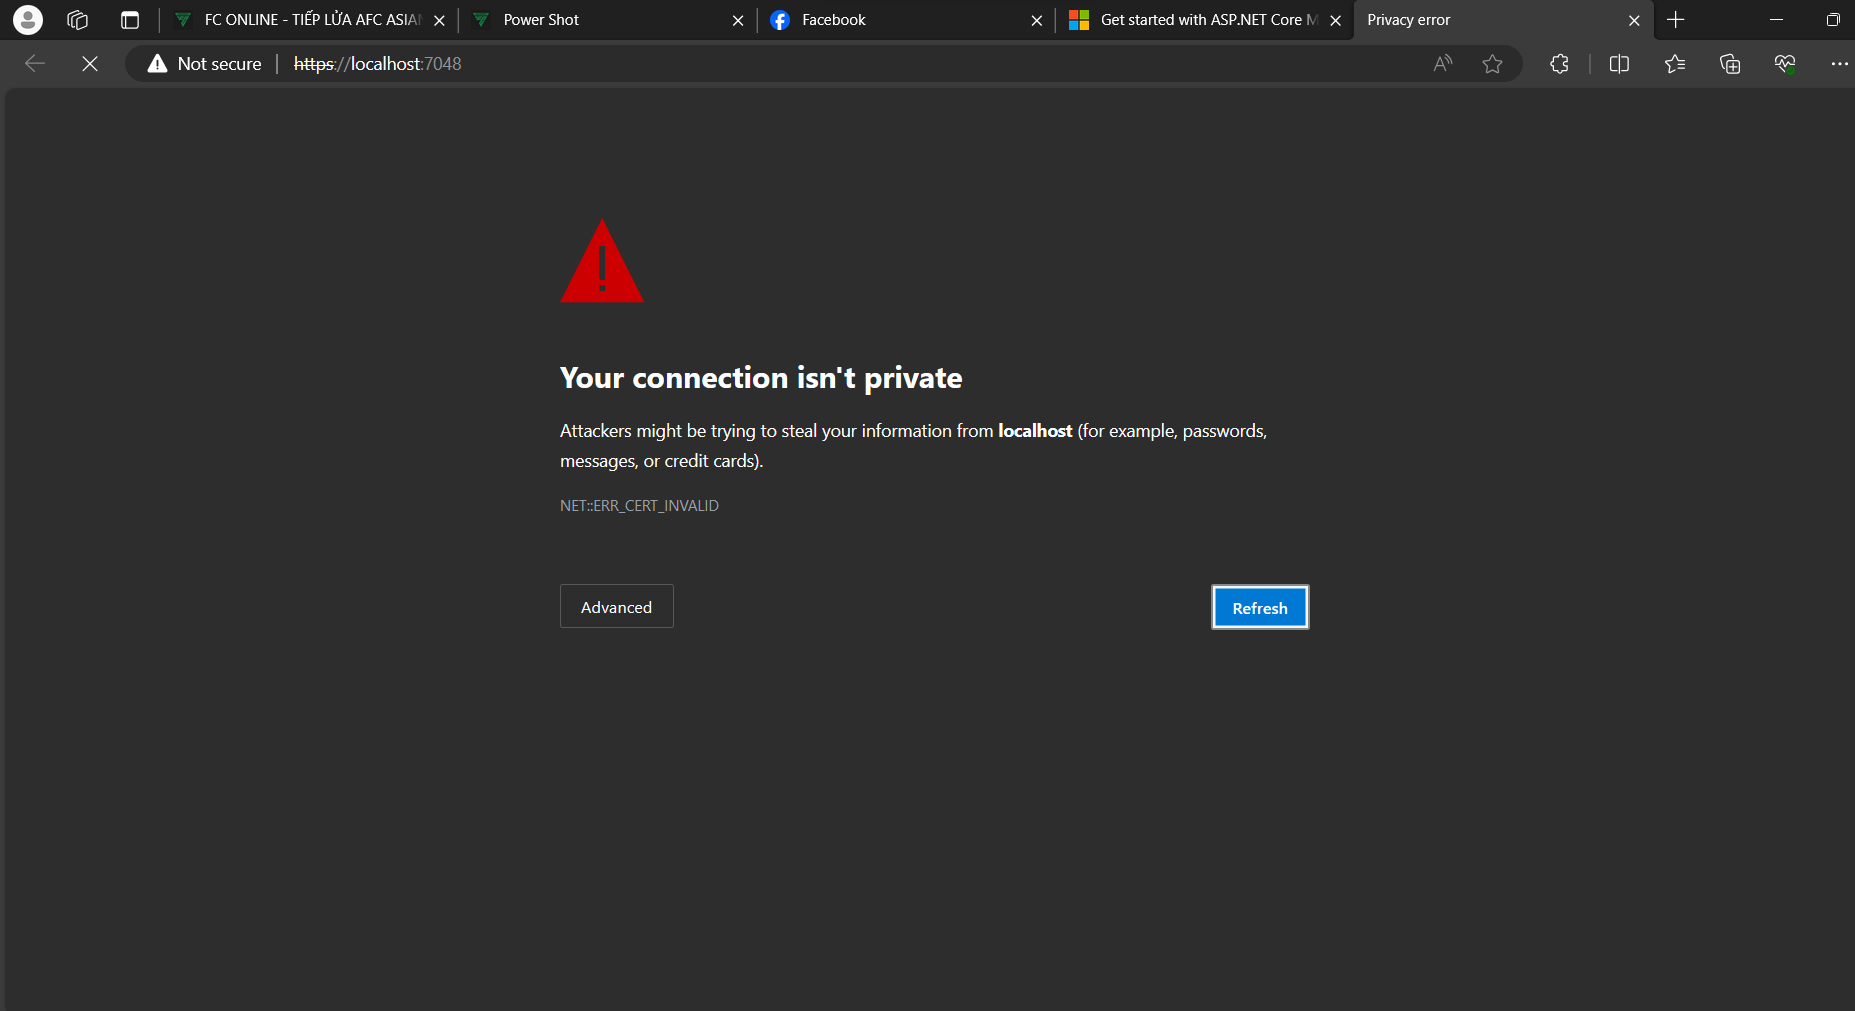 FC ONLINE - TIẾP LỬA AFC ASIA
Power Shot
Facebook
Get started with ASP.NET Core M
Privacy error
Not secure
https://localhost:7048
Your connection isn't private
Attackers might be trying to steal your information from localhost (for example, passwords,
messages, or credit cards).
NET::ERR_CERT_INVALID
Advanced
Refresh